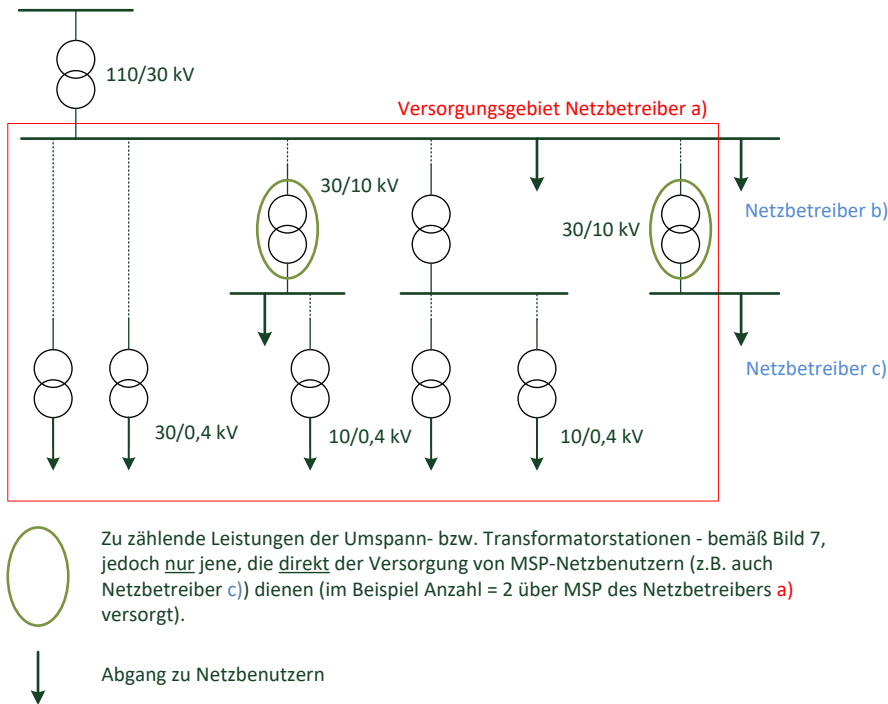 110/30 kV
Versorgungsgebiet Netzbetreiber a)
30/10 kV
30/10 kV
Netzbetreiber b)
Netzbetreiber c)
30/0,4 kV
10/0,4 kV
10/0,4 kV
Zu zählende Leistungen der Umspann- bzw. Transformatorstationen - bemäß Bild 7,
jedoch nur jene, die direkt der Versorgung von MSP-Netzbenutzern (z.B. auch
Netzbetreiber c)) dienen (im Beispiel Anzahl = 2 über MSP des Netzbetreibers a)
versorgt).
Abgang zu Netzbenutzern